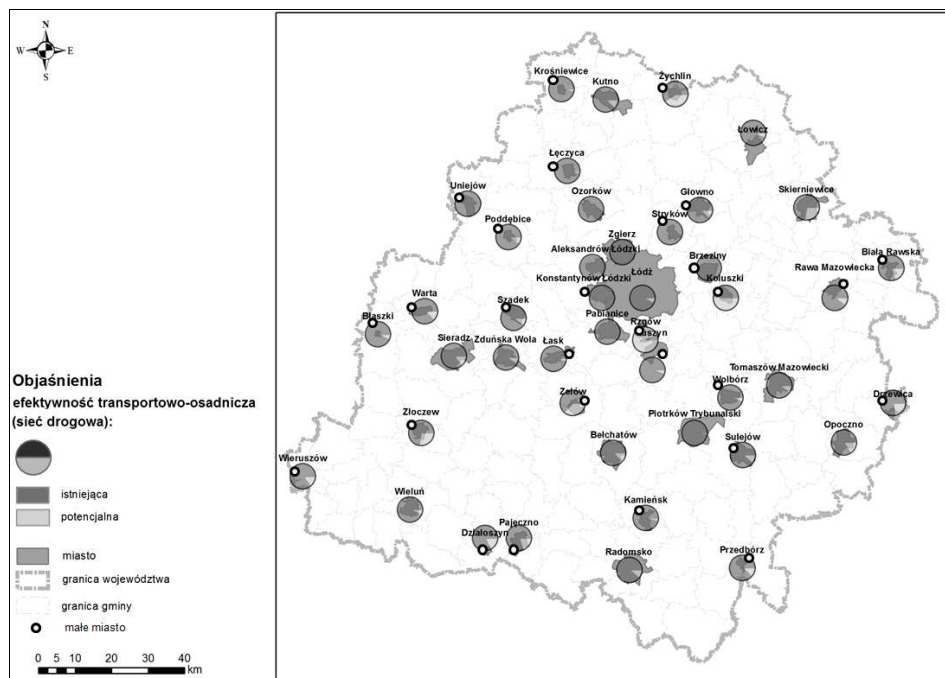 N
W E
S
Krośniewice
Kutno
Żychlin
Łowicz
Łęczyca
Uniejów
Ozorków
Głowno
Skierniewice
Stryków
Poddębice
Zgierz
Aleksandrów Łódzki
Brzeziny
Biała Rawska
Rawa Mazowiecka
Konstantynów Łódzki
Łódź
Koluszki
Warta
Szadek
Błaszki
Pabianice
Rzgów
Tuszyn
Sieradz
Zduńska Wola
Łask
Tomaszów Mazowiecki
Wolbórz
Zelów
Drzewica
Złoczew
Piotrków Trybunalski
Opoczno
Bełchatów
Sulejów
Wieruszów
Wieluń
Kamieńsk
Działoszyn
Pajęczno
Radomsko
Przedbórz
Objaśnienia
efektywność transportowo-osadnicza
(sieć drogowa):
istniejąca
potencjalna
miasto
granica województwa
granica gminy
małe miasto
0 5 10 20 30 40
km